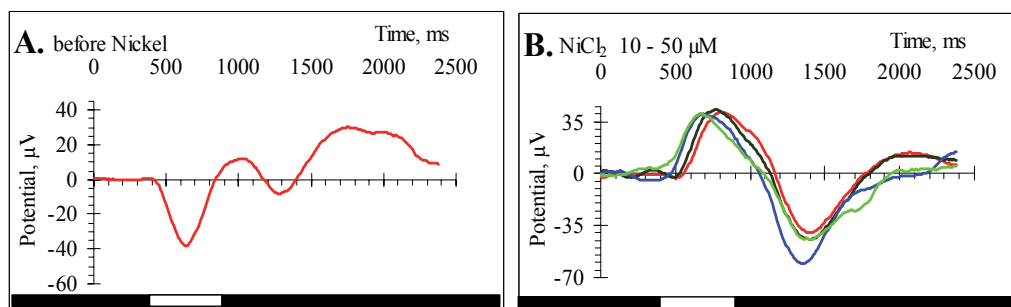 A. before Nickel
Time, ms
0 500 1000 1500 2000 2500
Potential, µV
40
20
0
-20
-40
-60
B. NiCl2 10 - 50 µM
Time, ms
0 500 1000 1500 2000 2500
Potential, µV
35
0
-35
-70